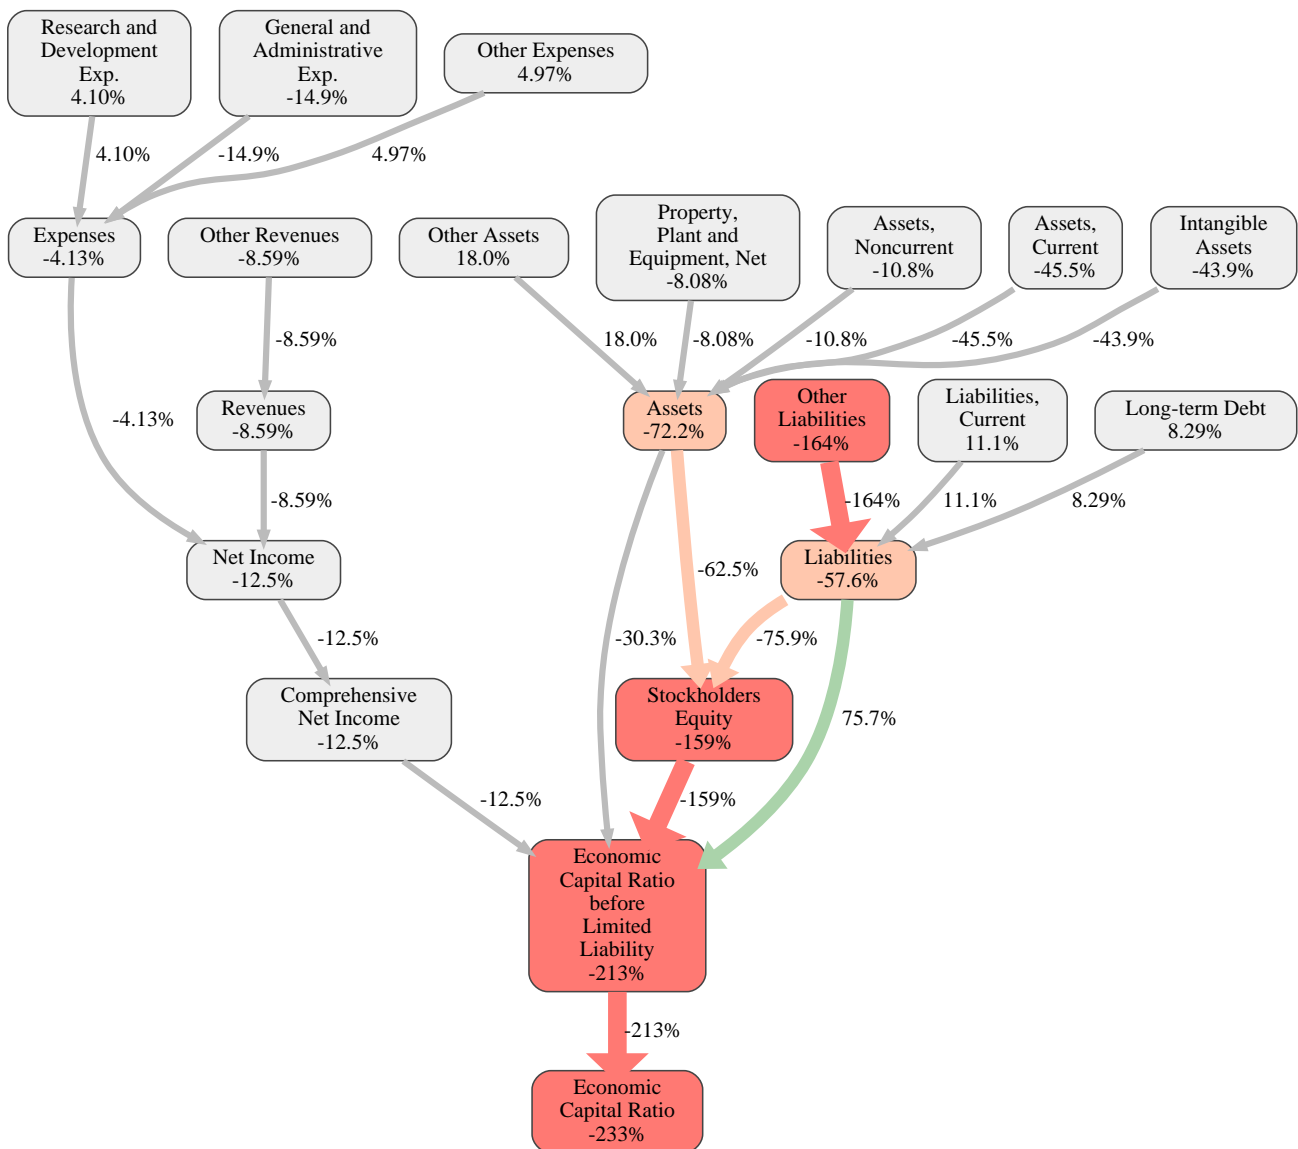 Research and
Development
Exp.
4.10%
General and
Administrative
Exp.
-14.9%
Other Expenses
4.97%
4.10%
-14.9%
4.97%
Expenses
-4.13%
Other Revenues
-8.59%
Other Assets
18.0%
Property,
Plant and
Equipment, Net
-8.08%
Assets,
Noncurrent
-10.8%
Assets,
Current
-45.5%
Intangible
Assets
-43.9%
-8.59%
18.0%
-8.08%
-10.8%
-45.5%
-43.9%
-4.13%
Revenues
-8.59%
Assets
-72.2%
Other
Liabilities
-164%
Liabilities,
Current
11.1%
Long-term Debt
8.29%
-8.59%
-164%
11.1%
8.29%
Net Income
-12.5%
-62.5%
Liabilities
-57.6%
-12.5%
-30.3%
-75.9%
Comprehensive
Net Income
-12.5%
Stockholders
Equity
-159%
75.7%
-12.5%
-159%
Economic
Capital Ratio
before
Limited
Liability
-213%
-213%
Economic
Capital Ratio
-233%